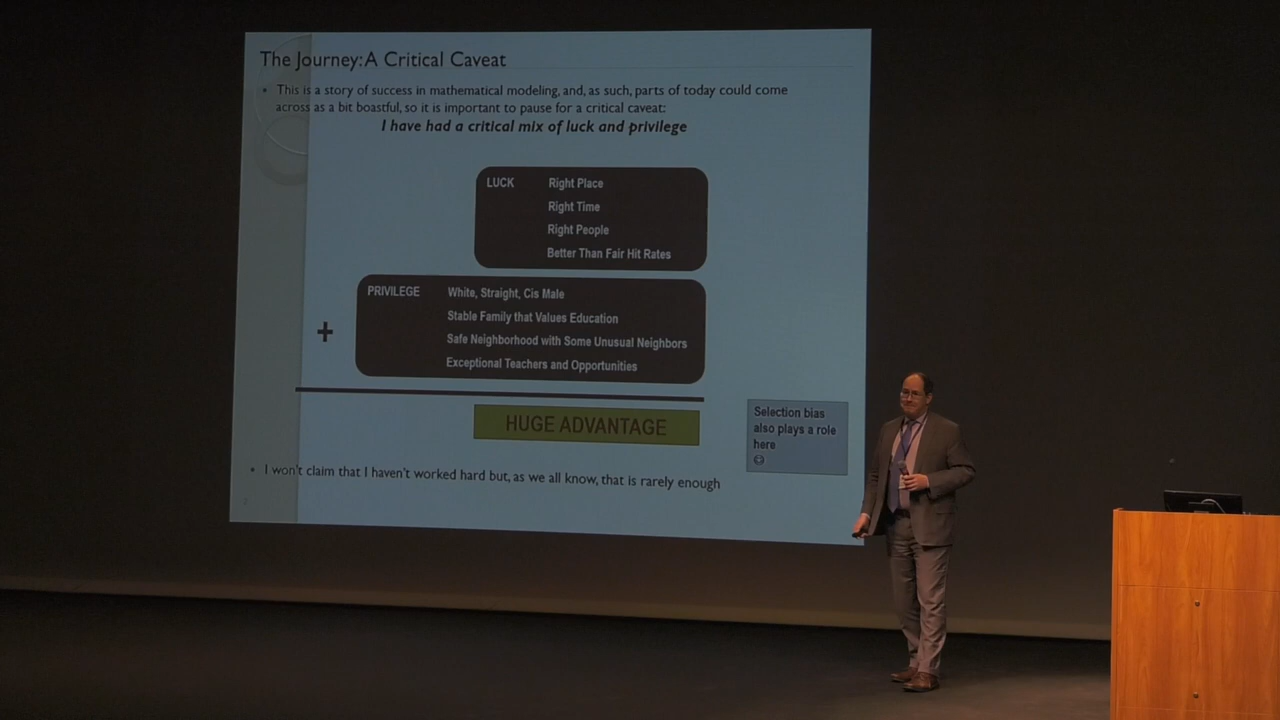 The Journey: A Critical Caveat
• This is a story of success in mathematical modeling, and, as such, parts of today could come
across as a bit boastful, so it is important to pause for a critical caveat:
I have had a critical mix of luck and privilege
LUCK Right Place
Right Time
Right People
Better Than Fair Hit Rates
PRIVILEGE White, Straight, Cis Male
Stable Family that Values Education
+ Safe Neighborhood with Some Unusual Neighbors
Exceptional Teachers and Opportunities
HUGE ADVANTAGE
Selection bias
also plays a role
here
• I won't claim that I haven't worked hard but, as we all know, that is rarely enough